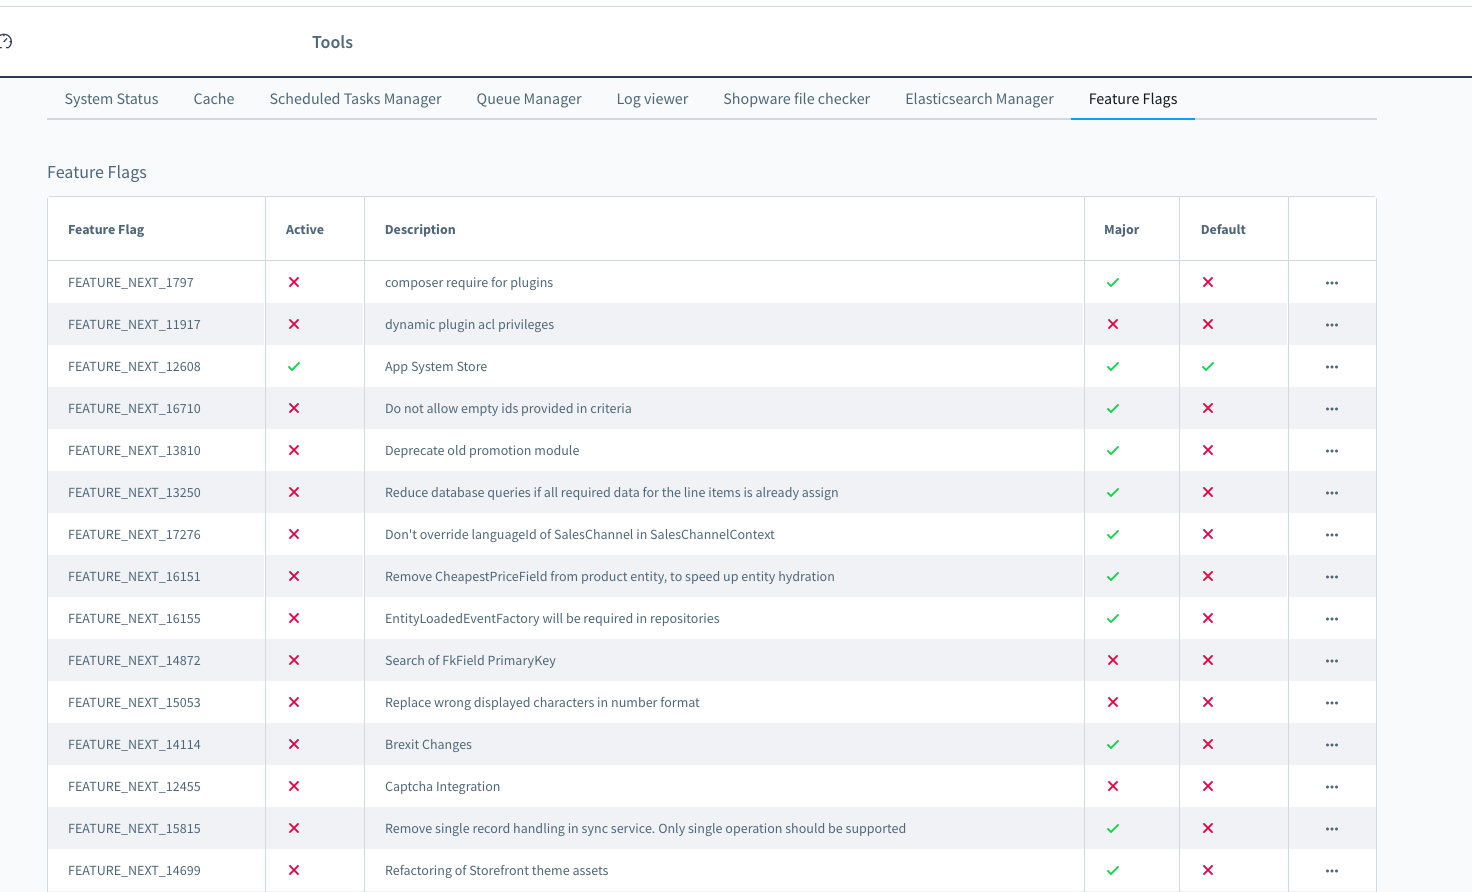 Tools
System Status Cache Scheduled Tasks Manager Queue Manager Log viewer Shopware file checker Elasticsearch Manager Feature Flags
Feature Flags
Feature Flag Active Description Major Default
FEATURE_NEXT_1797 composer require for plugins
FEATURE_NEXT_11917 dynamic plugin acl privileges
FEATURE_NEXT_12608 App System Store
FEATURE_NEXT_16710 Do not allow empty ids provided in criteria
FEATURE_NEXT_13810 Deprecate old promotion module
FEATURE_NEXT_13250 Reduce database queries if all required data for the line items is already assign
FEATURE_NEXT_17276 Don't override languageId of SalesChannel in SalesChannelContext
FEATURE_NEXT_16151 Remove CheapestPriceField from product entity, to speed up entity hydration
FEATURE_NEXT_16155 EntityLoadedEventFactory will be required in repositories
FEATURE_NEXT_14872 Search of FkField PrimaryKey
FEATURE_NEXT_15053 Replace wrong displayed characters in number format
FEATURE_NEXT_14114 Brexit Changes
FEATURE_NEXT_12455 Captcha Integration
FEATURE_NEXT_15815 Remove single record handling in sync service. Only single operation should be supported
FEATURE_NEXT_14699 Refactoring of Storefront theme assets